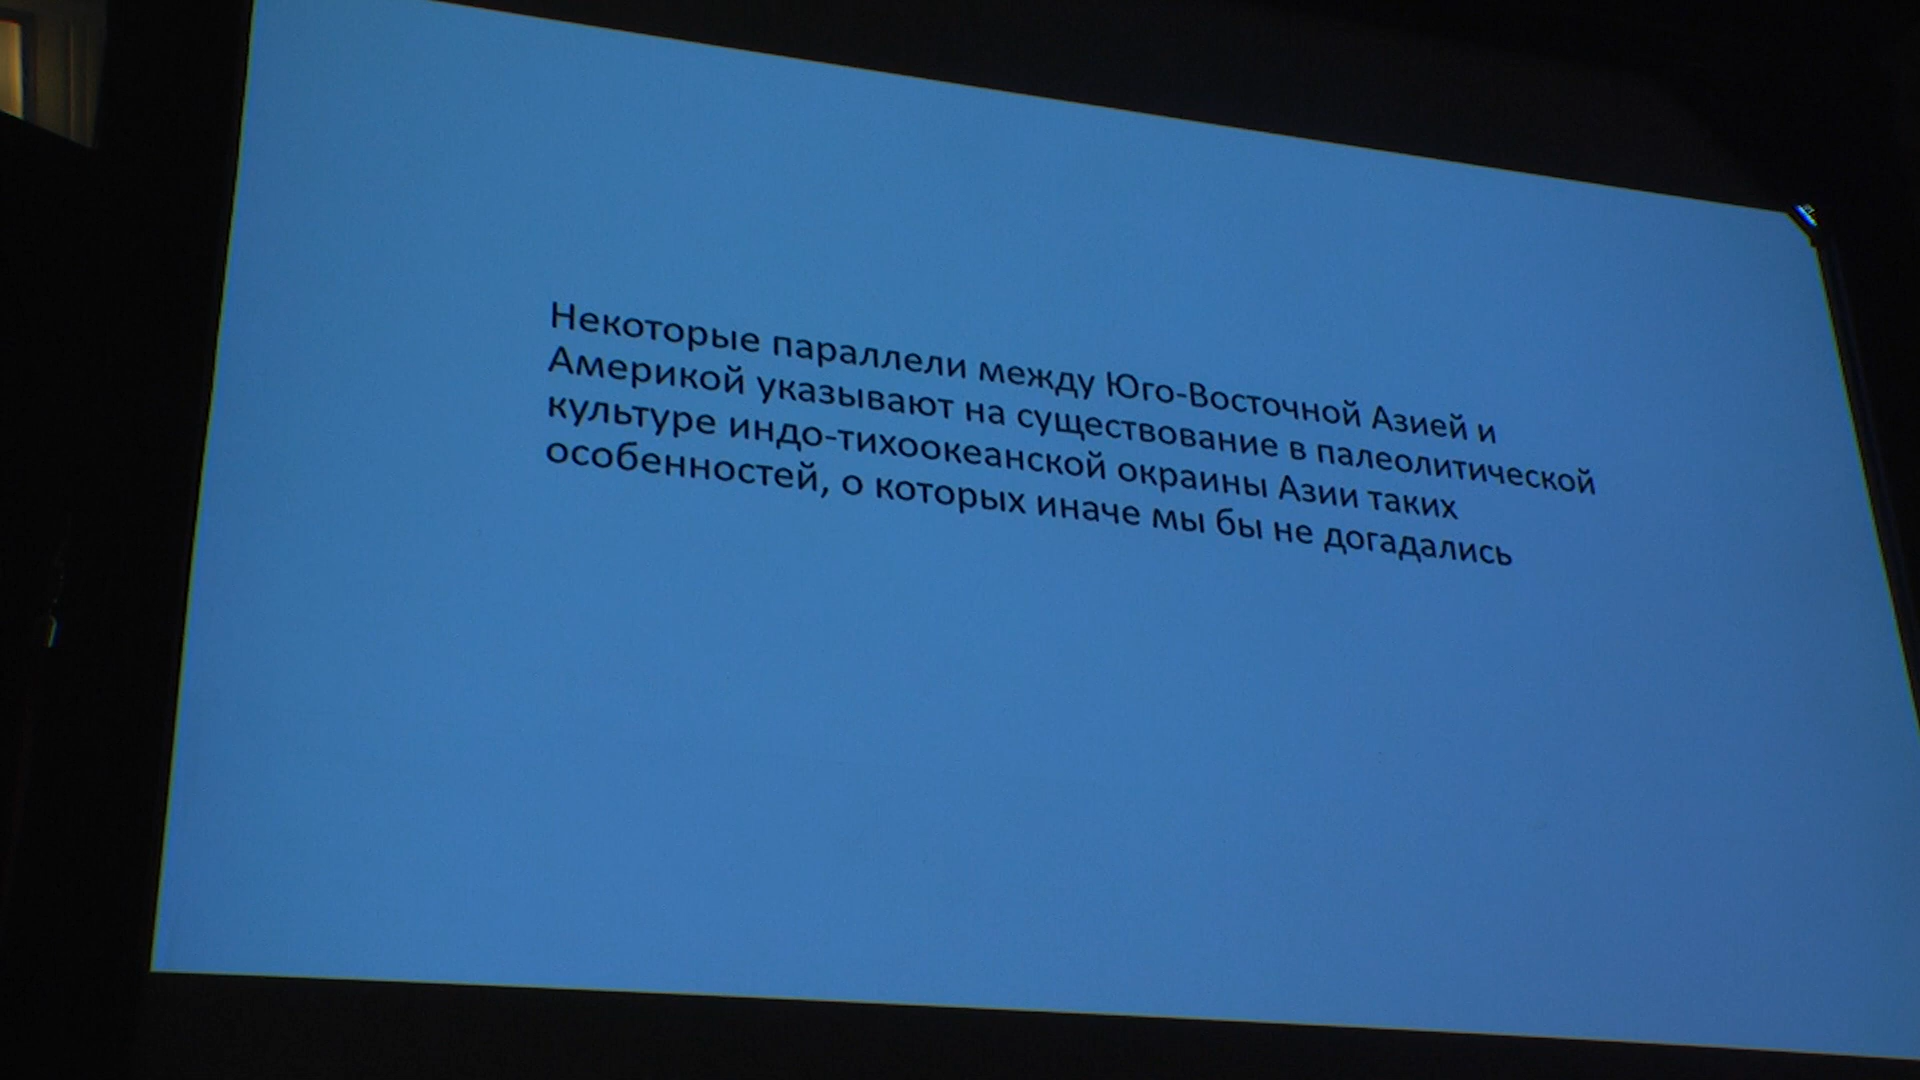 Некоторые параллели между Юго-Восточной Азией и
Америкой указывают на существование в палеолитической
культуре индо-тихоокеанской окраины Азии таких
особенностей, о которых иначе мы бы не догадались